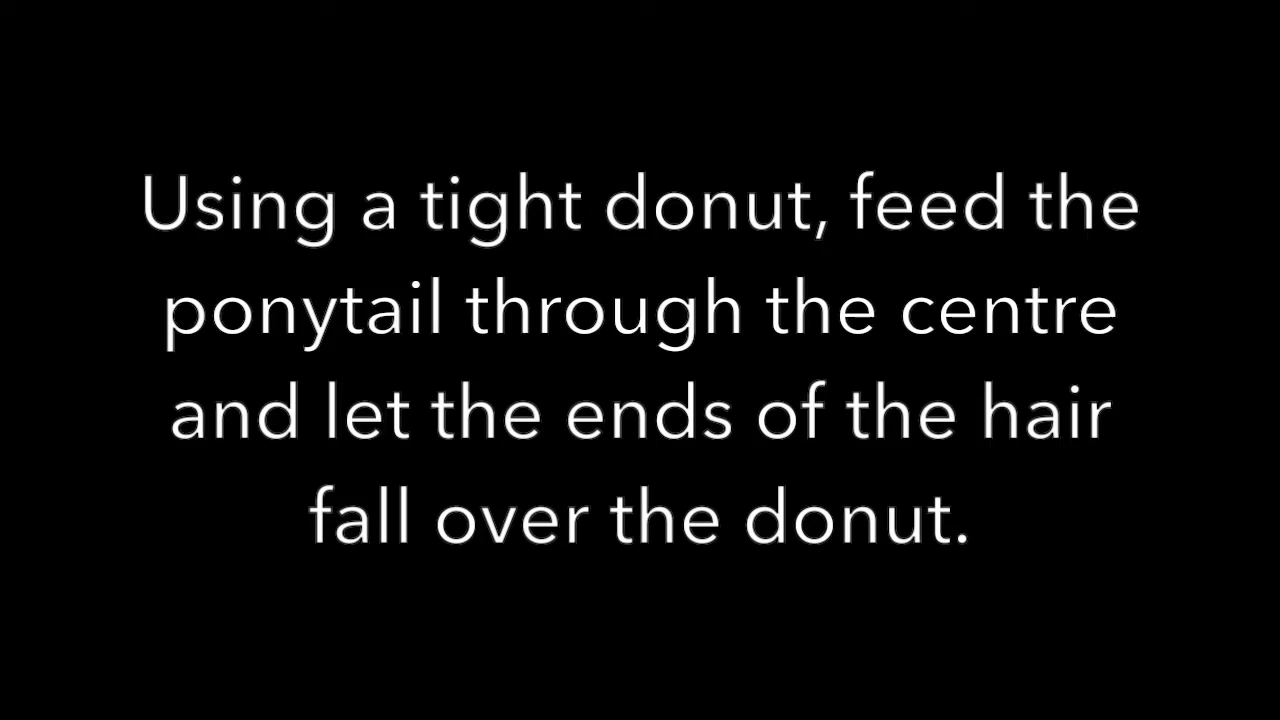 Using a tight donut, feed the
ponytail through the centre
and let the ends of the hair
fall over the donut.